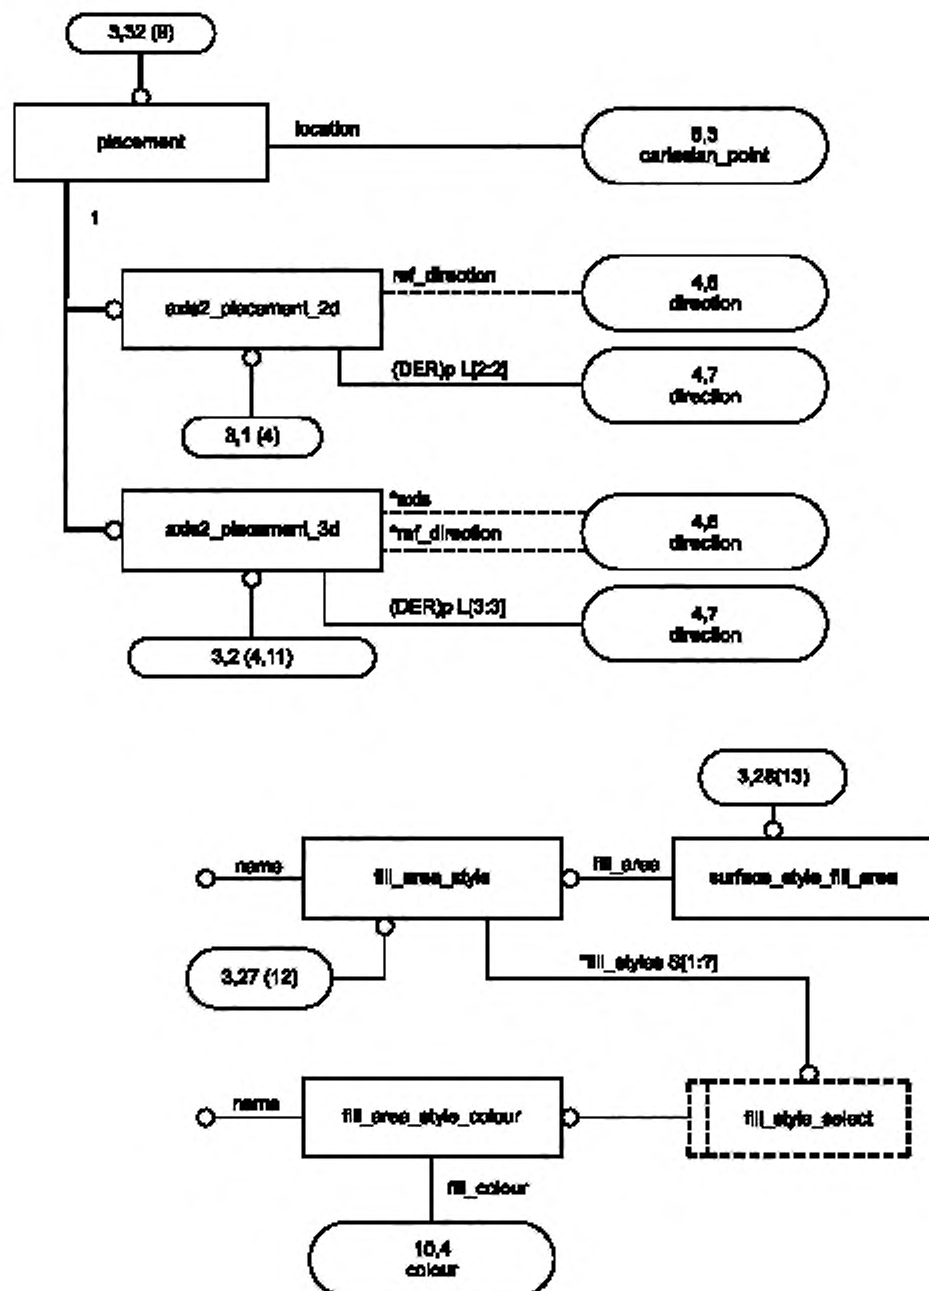 3,32 (9)
placement
location
5,3
cartesian_point
1
ref_direction
axis2_placement_2d
4,6
direction
(DER)p L[2:2]
4,7
direction
3,1 (4)
*axis
axis2_placement_3d
*ref_direction
4,6
direction
(DER)p L[3:3]
4,7
direction
3,2 (4,11)
3,28(13)
name
fill_area_style
fill_area
surface_style_fill_area
3,27 (12)
*fill_styles S[1:?]
name
fill_area_style_colour
fill_style_select
fill_colour
10,4
colour